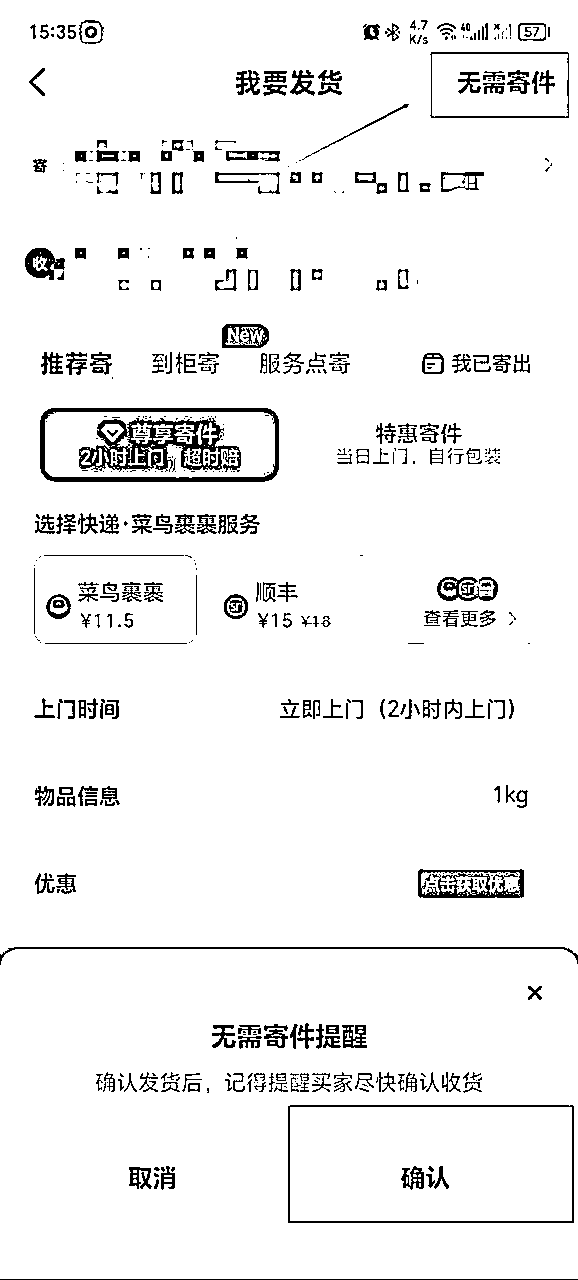 15:35 4.7 K/s 57
我要发货 无需寄件
寄
收
New
推荐寄 到柜寄 服务点寄 我已寄出
尊享寄件
2小时上门, 超时赔
特惠寄件
当日上门, 自行包装
选择快递·菜鸟裹裹服务
菜鸟裹裹
¥11.5
顺丰
¥15 ¥18
查看更多
上门时间 立即上门 (2小时内上门)
物品信息 1kg
优惠 点击获取优惠
无需寄件提醒
确认发货后, 记得提醒买家尽快确认收货
取消 确认